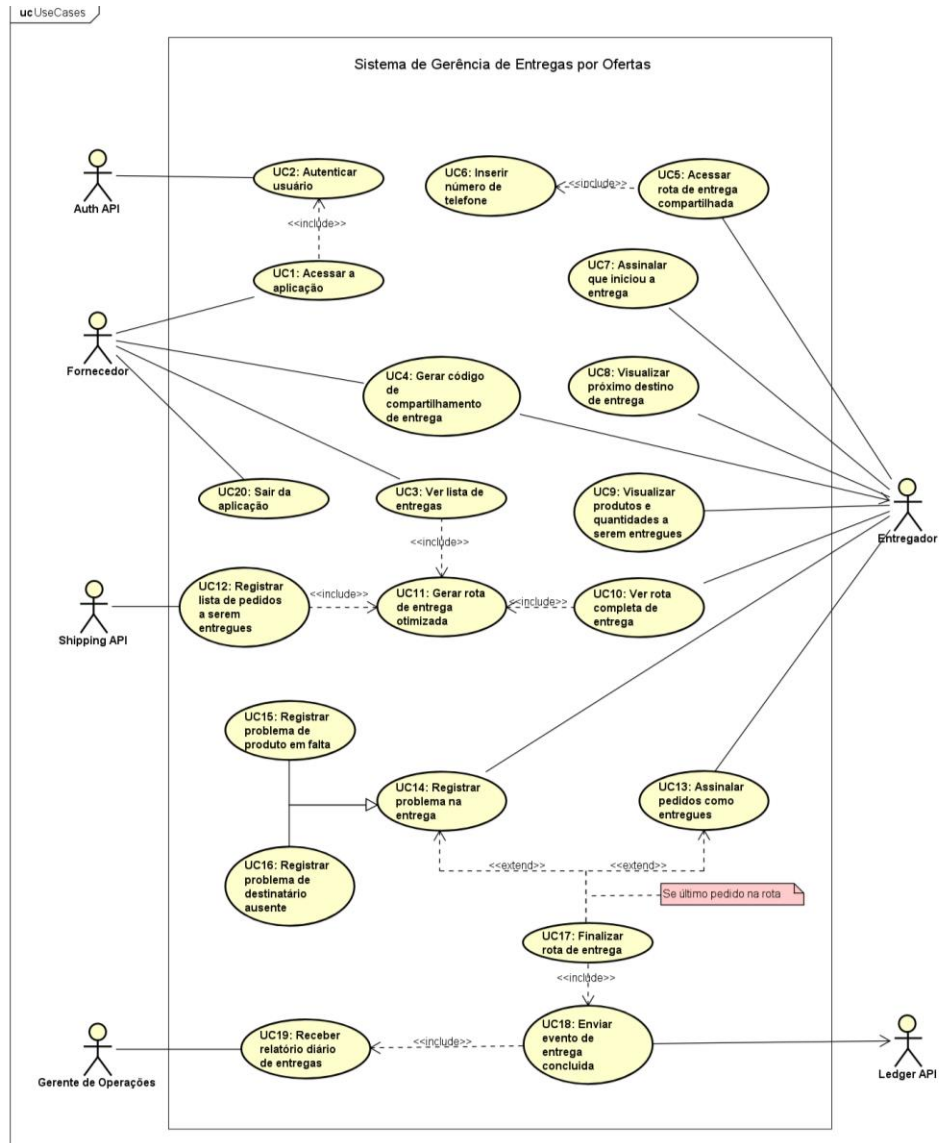 uc UseCases
Sistema de Gerência de Entregas por Ofertas
Auth API
UC2: Autenticar
usuário
UC6: Inserir
número de
telefone
<<include>>
UC5: Acessar
rota de entrega
compartilhada
<<include>>
UC1: Acessar a
aplicação
UC7: Assinalar
que iniciou a
entrega
Fornecedor
UC4: Gerar código
de
compartilhamento
de entrega
UC8: Visualizar
próximo destino
de entrega
UC20: Sair da
aplicação
UC3: Ver lista de
entregas
UC9: Visualizar
produtos e
quantidades a
serem entregues
Entregador
<<include>>
Shipping API
UC12: Registrar
lista de pedidos
a serem
entregues
<<include>>
UC11: Gerar rota
de entrega
otimizada
<<include>>
UC10: Ver rota
completa de
entrega
UC15: Registrar
problema de
produto em falta
UC14: Registrar
problema na
entrega
UC13: Assinalar
pedidos como
entregues
UC16: Registrar
problema de
destinatário
ausente
<<extend>>
<<extend>>
Se último pedido na rota
UC17: Finalizar
rota de entrega
<<include>>
Gerente de Operações
UC19: Receber
relatório diário
de entregas
<<include>>
UC18: Enviar
evento de
entrega
concluida
Ledger API